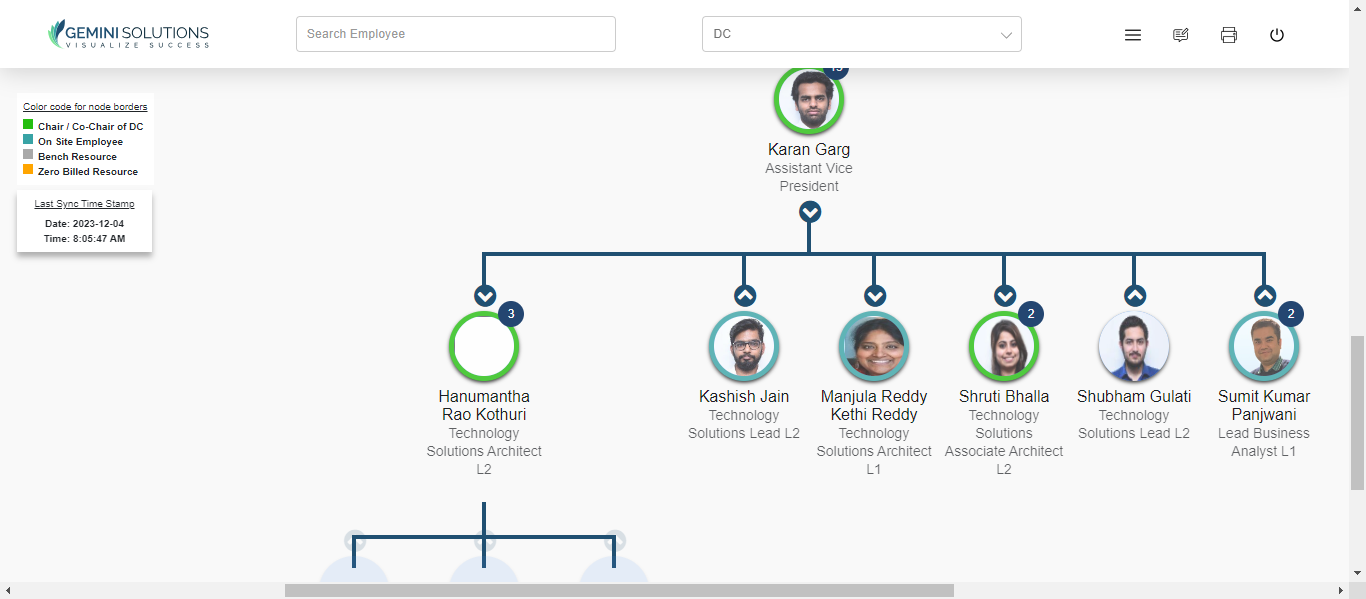 GEMINI SOLUTIONS
VISUALIZE SUCCESS
Search Employee
DC
Color code for node borders
Chair / Co-Chair of DC
On Site Employee
Bench Resource
Zero Billed Resource
Last Sync Time Stamp
Date: 2023-12-04
Time: 8:05:47 AM
Karan Garg
Assistant Vice
President
3
Hanumantha
Rao Kothuri
Technology
Solutions Architect
L2
Kashish Jain
Technology
Solutions Lead L2
Manjula Reddy
Kethi Reddy
Technology
Solutions Architect
L1
2
Shruti Bhalla
Technology
Solutions
Associate Architect
L2
Shubham Gulati
Technology
Solutions Lead L2
2
Sumit Kumar
Panjwani
Lead Business
Analyst L1